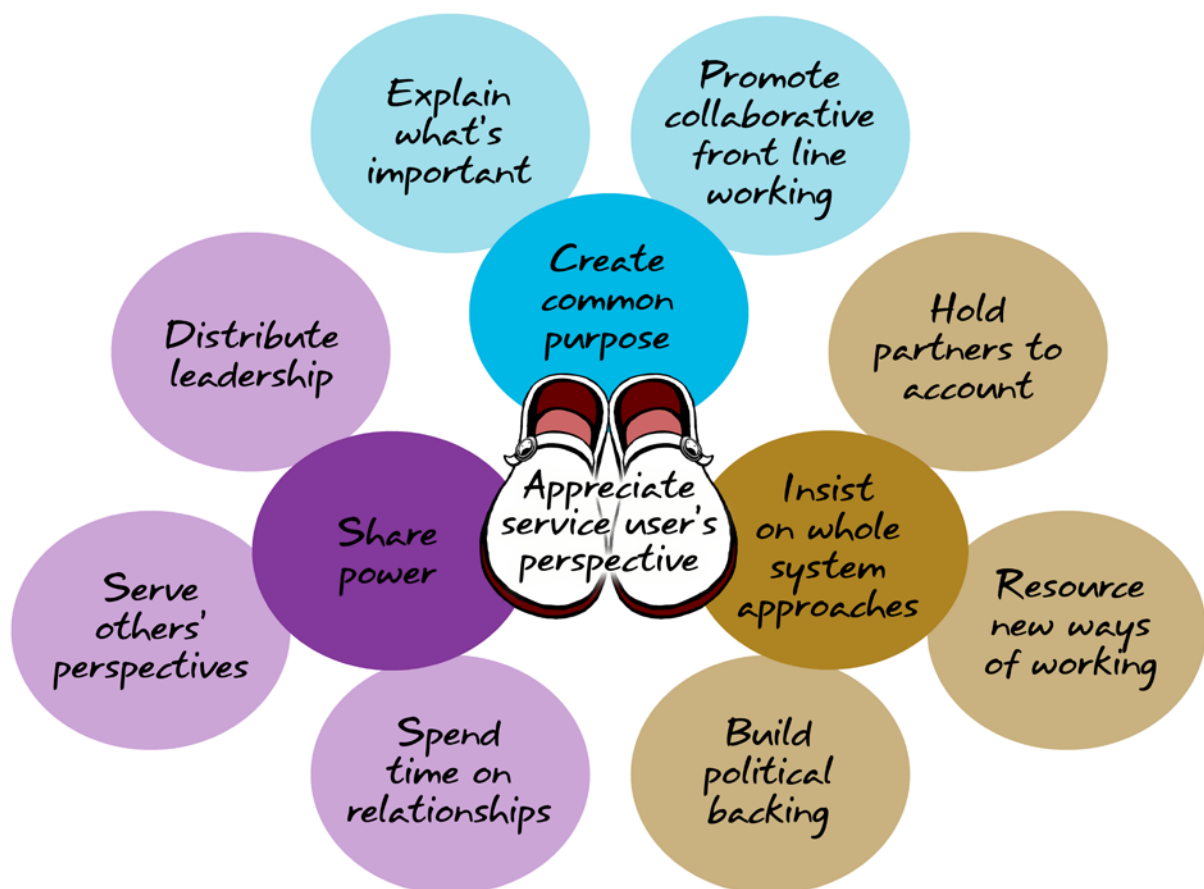 Explain
what's
important
Promote
collaborative
front line
working
Create
common
purpose
Distribute
leadership
Hold
partners to
account
Share
power
Appreciate
service user's
perspective
Insist
on whole
system
approaches
Serve
others'
perspectives
Resource
new ways
of working
Spend
time on
relationships
Build
political
backing